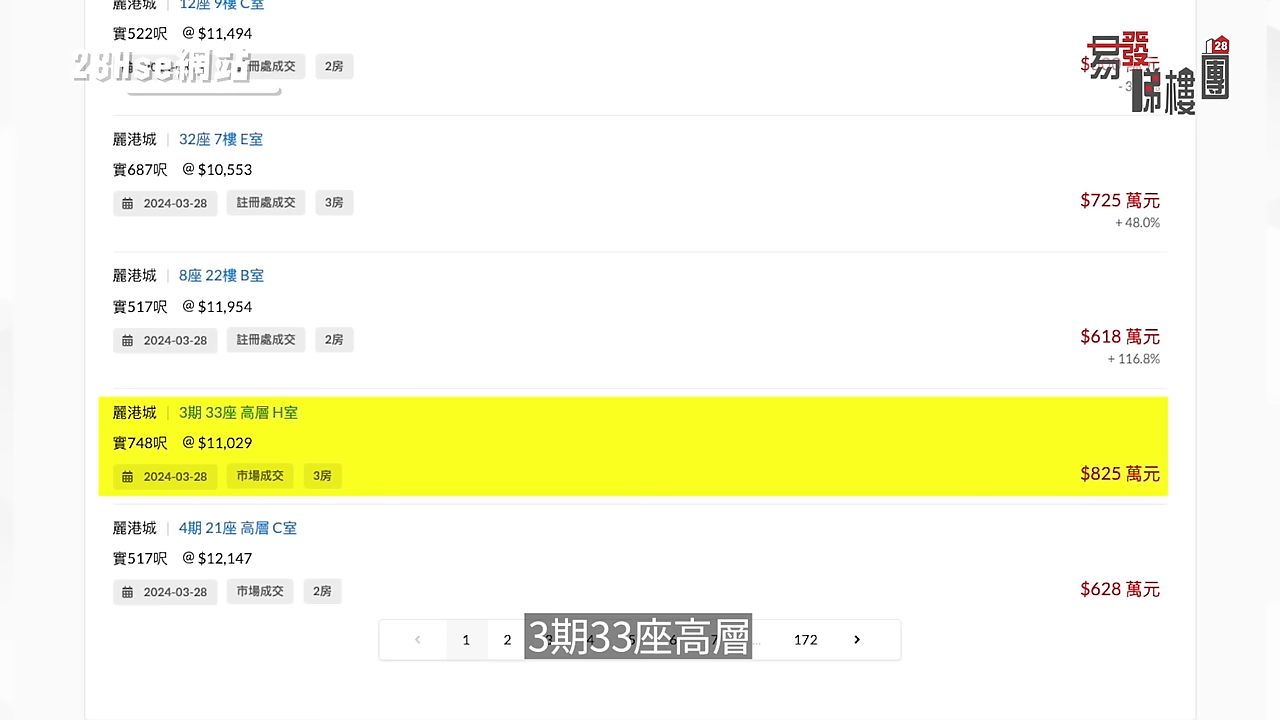 麗港城 | 12座 9樓 C室
實522呎 @ $11,494
28Hse網站
冊處成交 2房
易發睇樓團 28
麗港城 | 32座 7樓 E室
實687呎 @ $10,553
2024-03-28 註冊處成交 3房
$725 萬元
+ 48.0%
麗港城 | 8座 22樓 B室
實517呎 @ $11,954
2024-03-28 註冊處成交 2房
$618 萬元
+ 116.8%
麗港城 | 3期 33座 高層 H室
實748呎 @ $11,029
2024-03-28 市場成交 3房
$825 萬元
麗港城 | 4期 21座 高層 C室
實517呎 @ $12,147
2024-03-28 市場成交 2房
$628 萬元
‹ 1 2 ... 172 ›
3期33座高層